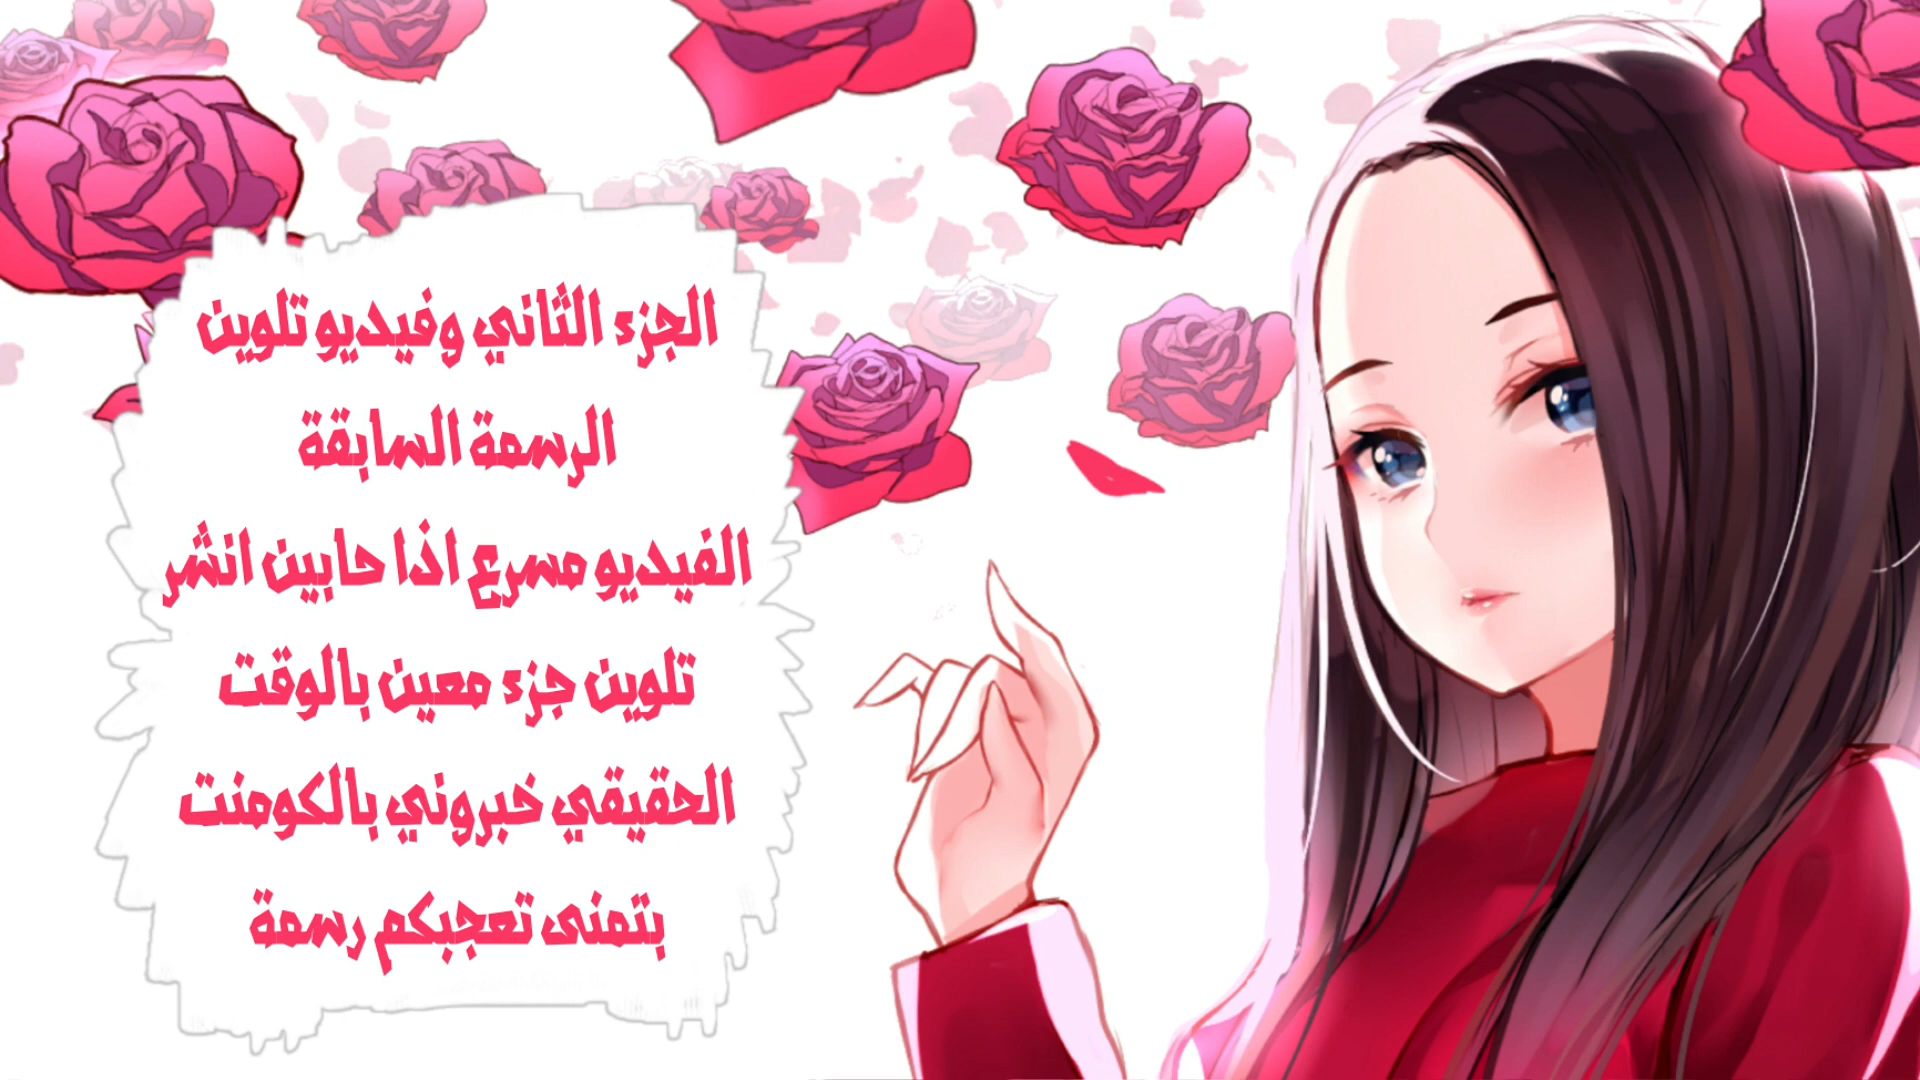 الجزء الثاني وفيديو تلوين
الرسمة السابقة
الفيديو مسرع اذا حابين انشر
تلوين جزء معين بالوقت
الحقيقي خبروني بالكومنت
بتمنى تعجبكم رسمة